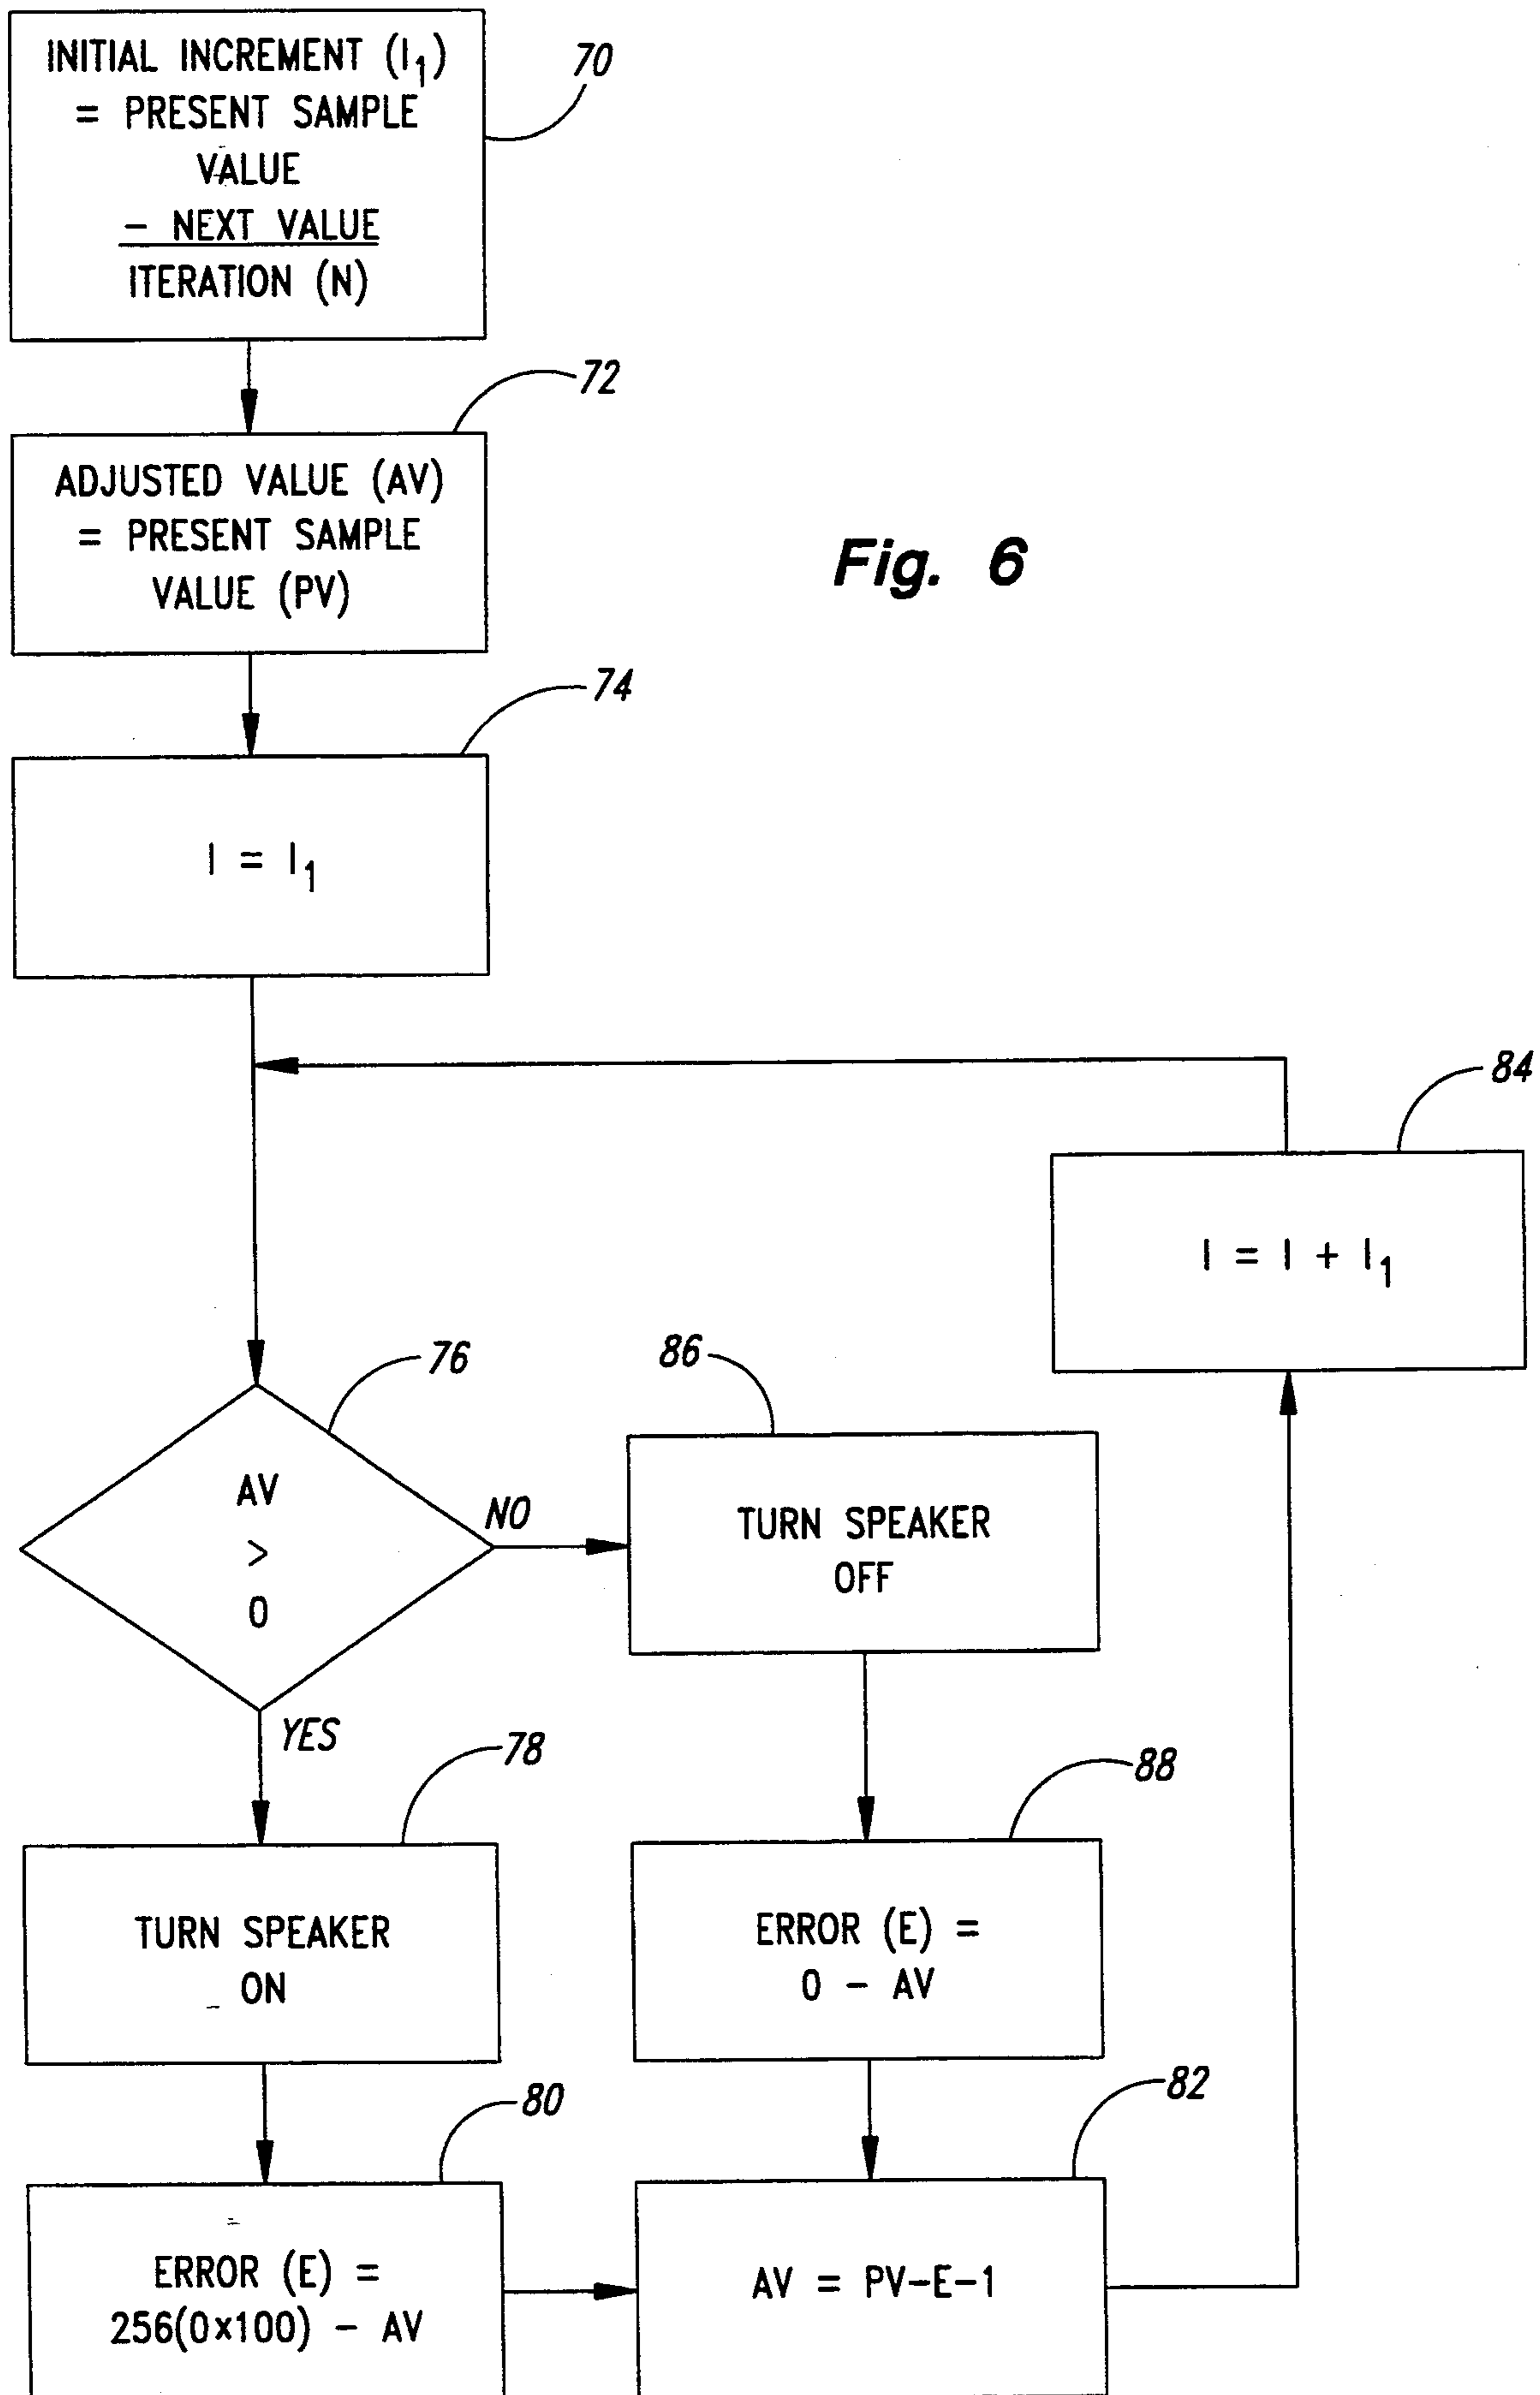 INITIAL INCREMENT (I1)
= PRESENT SAMPLE
VALUE
- NEXT VALUE
ITERATION (N)
70
72
ADJUSTED VALUE (AV)
= PRESENT SAMPLE
VALUE (PV)
Fig. 6
74
I = I1
84
I = I + I1
76
86
AV
>
0
NO
TURN SPEAKER
OFF
YES
78
88
TURN SPEAKER
ON
ERROR (E) =
0 - AV
80
82
ERROR (E) =
256(0x100) - AV
AV = PV-E-1